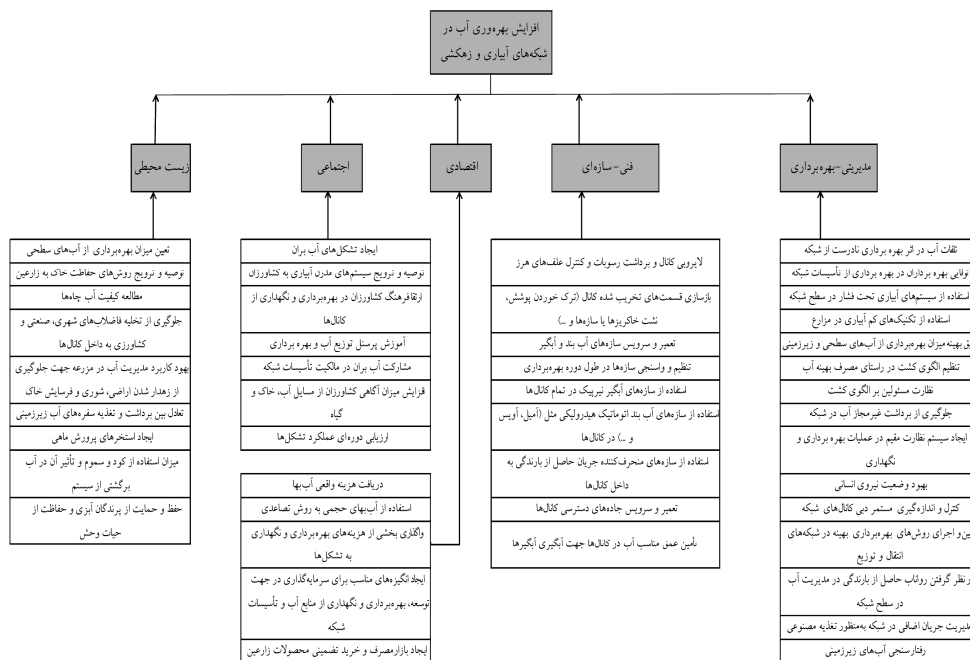 افزایش بهره‌وری آب در
شبکه‌های آبیاری و زهکشی
مدیریتی-بهره‌برداری
فنی-سازه‌ای
اقتصادی
اجتماعی
زیست محیطی
تلفات آب در اثر بهره برداری نادرست از شبکه
توانایی بهره برداران در بهره برداری از تأسیسات شبکه
استفاده از سیستم‌های آبیاری تحت فشار در سطح شبکه
استفاده از تکنیک‌های کم آبیاری در مزارع
بهینه میزان بهره‌برداری از آب‌های سطحی و زیرزمینی
تنظیم الگوی کشت در راستای مصرف بهینه آب
نظارت مسئولین بر الگوی کشت
جلوگیری از برداشت غیرمجاز آب در شبکه
ایجاد سیستم نظارت مقیم در عملیات بهره برداری و
نگهداری
بهبود وضعیت نیروی انسانی
کنترل و اندازه‌گیری مستمر دبی کانال‌های شبکه
و اجرای روش‌های بهره‌برداری بهینه در شبکه‌های
انتقال و توزیع
نظر گرفتن رواناب حاصل از بارندگی در مدیریت آب
در سطح شبکه
مدیریت جریان اضافی در شبکه به‌منظور تغذیه مصنوعی
رفتارسنجی آب‌های زیرزمینی
لایروبی کانال و برداشت رسوبات و کنترل علف‌های هرز
بازسازی قسمت‌های تخریب شده کانال (ترک خوردن پوشش،
نشت خاکریزها یا سازه‌ها و ...)
تعمیر و سرویس سازه‌های آب بند و آبگیر
تنظیم و واسنجی سازه‌ها در طول دوره بهره‌برداری
استفاده از سازه‌های آبگیر نیرپیک در تمام کانال‌ها
استفاده از سازه‌های آب بند اتوماتیک هیدرولیکی مثل (آمیل، آویس
و ...) در کانال‌ها
استفاده از سازه‌های منحرف‌کننده جریان حاصل از بارندگی به
داخل کانال‌ها
تعمیر و سرویس جاده‌های دسترسی کانال‌ها
تأمین عمق مناسب آب در کانال‌ها جهت آبگیری آبگیرها
ایجاد تشکل‌های آب بران
توصیه و ترویج سیستم‌های مدرن آبیاری به کشاورزان
ارتقا فرهنگ کشاورزان در بهره‌برداری و نگهداری از
کانال‌ها
آموزش پرسنل توزیع آب و بهره برداری
مشارکت آب بران در مالکیت تأسیسات شبکه
فزایش میزان آگاهی کشاورزان از مسایل آب، خاک و
گیاه
ارزیابی دوره‌ای عملکرد تشکل‌ها
دریافت هزینه واقعی آب‌بها
استفاده از آب‌بهای حجمی به روش تصاعدی
واگذاری بخشی از هزینه‌های بهره‌برداری و نگهداری
به تشکل‌ها
ایجاد انگیزه‌های مناسب برای سرمایه‌گذاری در جهت
توسعه، بهره‌برداری و نگهداری از منابع آب و تأسیسات
شبکه
ایجاد بازار مصرف و خرید تضمینی محصولات زارعین
تعین میزان بهره‌برداری از آب‌های سطحی
توصیه و ترویج روش‌های حفاظت خاک به زارعین
مطالعه کیفیت آب چاه‌ها
جلوگیری از تخلیه فاضلاب‌های شهری، صنعتی و
کشاورزی به داخل کانال‌ها
بهبود کاربرد مدیریت آب در مزرعه جهت جلوگیری
از زهدار شدن اراضی، شوری و فرسایش خاک
تعادل بین برداشت و تغذیه سفره‌های آب زیرزمینی
ایجاد استخرهای پرورش ماهی
میزان استفاده از کود و سموم و تأثیر آن در آب
برگشتی از سیستم
حفظ و حمایت از پرندگان آبزی و حفاظت از
حیات وحش